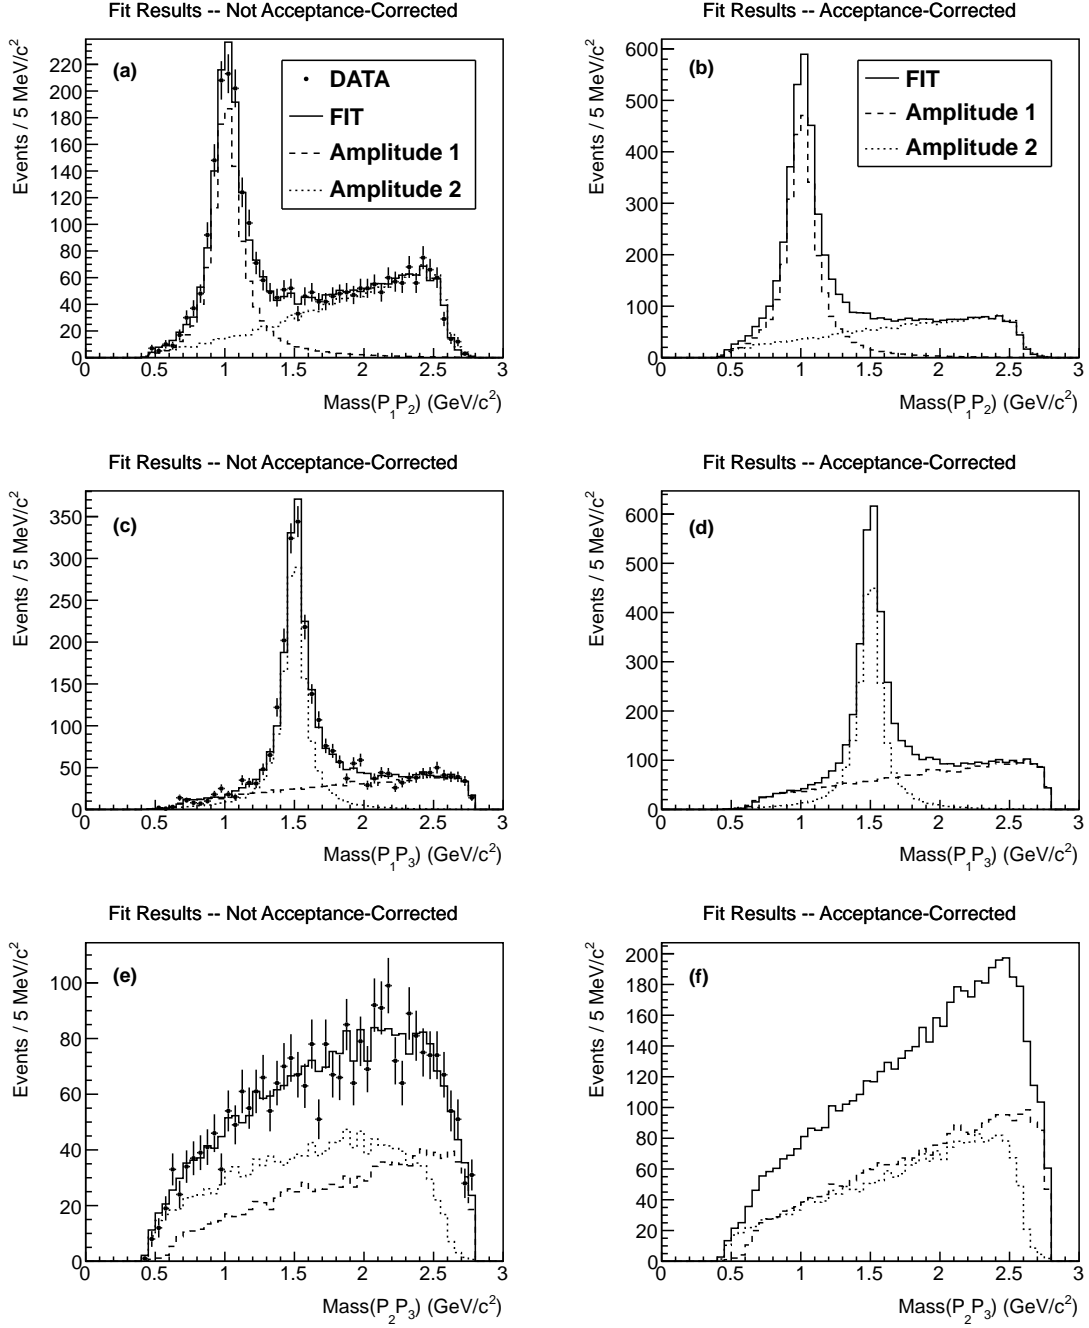 Fit Results -- Not Acceptance-Corrected
Events / 5 MeV/c²
220
200
180
160
140
120
100
80
60
40
20
0
(a)
DATA
FIT
Amplitude 1
Amplitude 2
0 0.5 1 1.5 2 2.5 3
Mass(P₁P₂) (GeV/c²)
Fit Results -- Acceptance-Corrected
Events / 5 MeV/c²
600
500
400
300
200
100
0
(b)
FIT
Amplitude 1
Amplitude 2
0 0.5 1 1.5 2 2.5 3
Mass(P₁P₂) (GeV/c²)
Fit Results -- Not Acceptance-Corrected
Events / 5 MeV/c²
350
300
250
200
150
100
50
0
(c)
0 0.5 1 1.5 2 2.5 3
Mass(P₁P₃) (GeV/c²)
Fit Results -- Acceptance-Corrected
Events / 5 MeV/c²
600
500
400
300
200
100
0
(d)
0 0.5 1 1.5 2 2.5 3
Mass(P₁P₃) (GeV/c²)
Fit Results -- Not Acceptance-Corrected
Events / 5 MeV/c²
100
80
60
40
20
0
(e)
0 0.5 1 1.5 2 2.5 3
Mass(P₂P₃) (GeV/c²)
Fit Results -- Acceptance-Corrected
Events / 5 MeV/c²
200
180
160
140
120
100
80
60
40
20
0
(f)
0 0.5 1 1.5 2 2.5 3
Mass(P₂P₃) (GeV/c²)